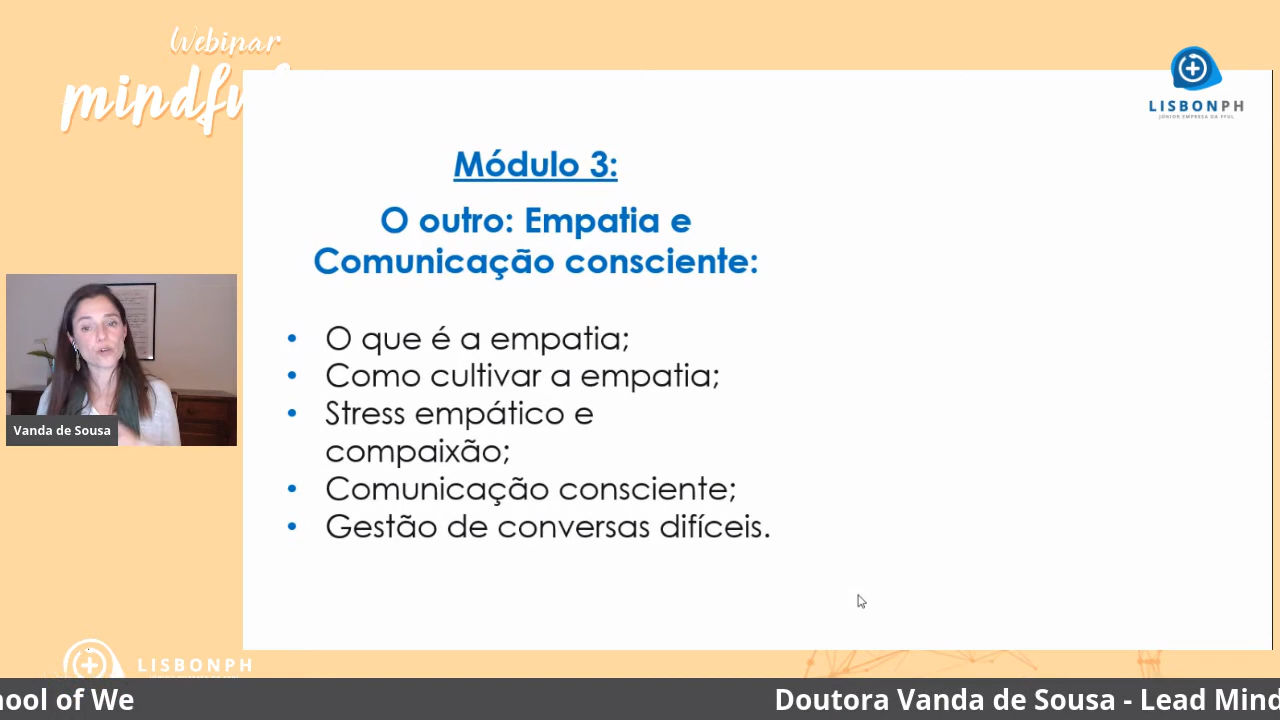 Webinar
mindfu
LISBONPH
JÚNIOR EMPRESA DA FFUL
Módulo 3:
O outro: Empatia e
Comunicação consciente:
• O que é a empatia;
• Como cultivar a empatia;
• Stress empático e
compaixão;
• Comunicação consciente;
• Gestão de conversas difíceis.
Vanda de Sousa
LISBONPH
hool of We
Doutora Vanda de Sousa - Lead Mind